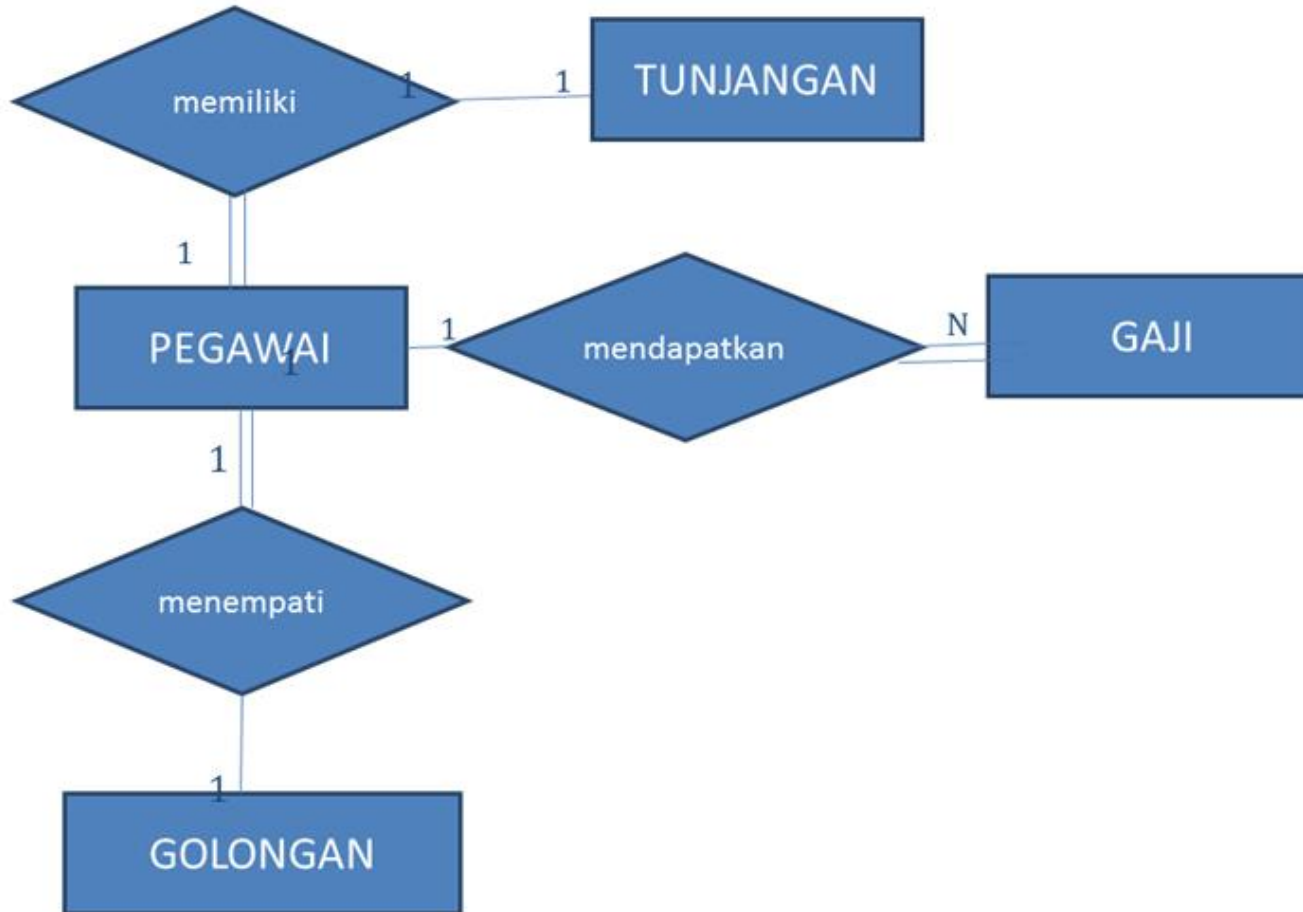 memiliki
1
1
TUNJANGAN
1
PEGAWAI
1
1
mendapatkan
N
GAJI
1
menempati
1
GOLONGAN